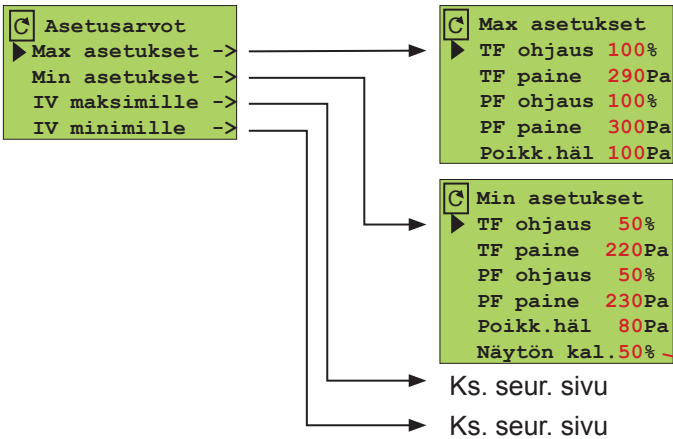 Asetusarvot
Max asetukset ->
Min asetukset ->
IV maksimille ->
IV minimille ->
Max asetukset
TF ohjaus 100%
TF paine 290Pa
PF ohjaus 100%
PF paine 300Pa
Poikk.häl 100Pa
Min asetukset
TF ohjaus 50%
TF paine 220Pa
PF ohjaus 50%
PF paine 230Pa
Poikk.häl 80Pa
Näytön kal.50%
Ks. seur. sivu
Ks. seur. sivu